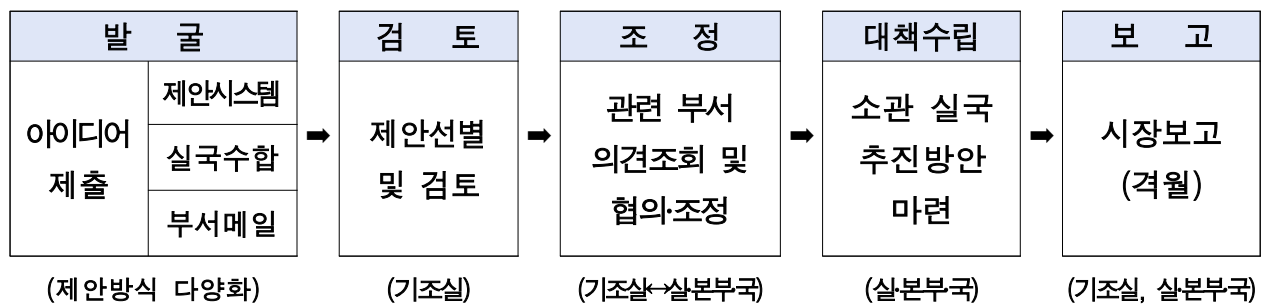 발 굴
아이디어
제출
제안시스템
실국수합
부서메일
(제안방식 다양화)
➡
검 토
제안선별
및 검토
(기조실)
➡
조 정
관련 부서
의견조회 및
협의·조정
(기조실↔실·본부·국)
➡
대책수립
소관 실국
추진방안
마련
(실·본부·국)
➡
보 고
시장보고
(격월)
(기조실, 실·본부·국)